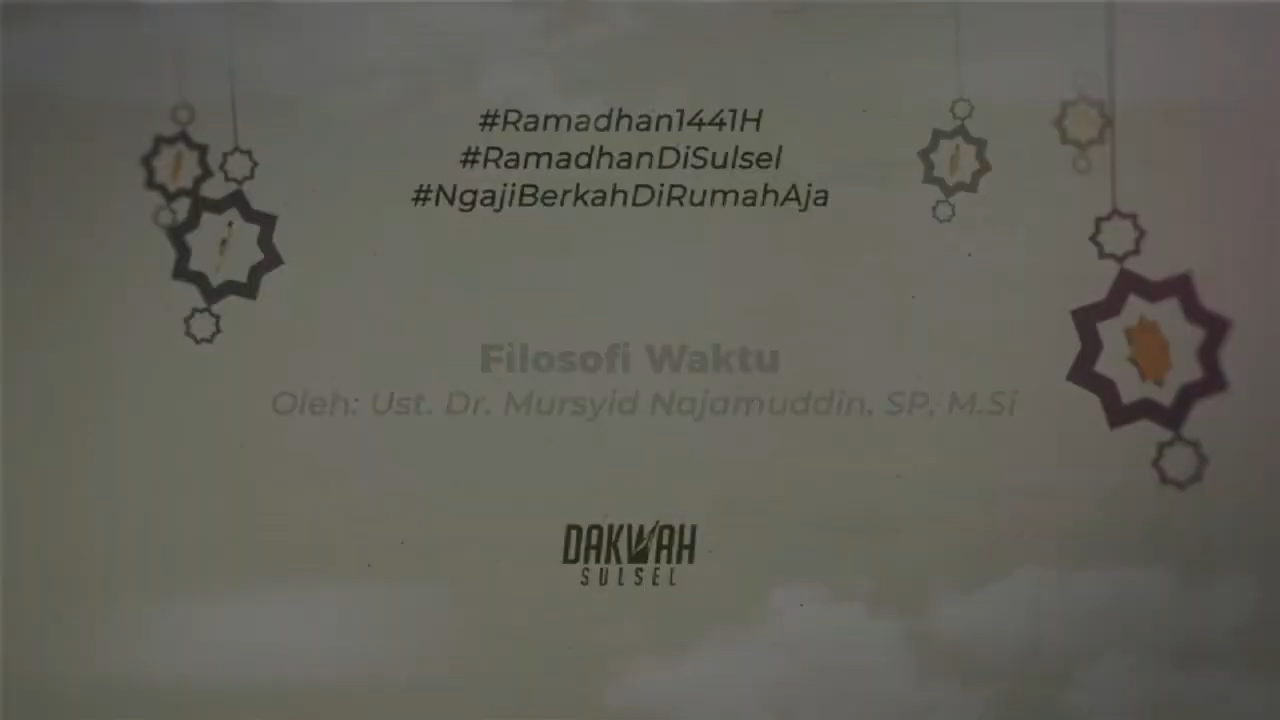 #Ramadhan1441H
#RamadhanDiSulsel
#NgajiBerkahDiRumahAja
Filosofi Waktu
Oleh: Ust. Dr. Mursyid Najamuddin, SP, M.Si
DAKWAH
SULSEL